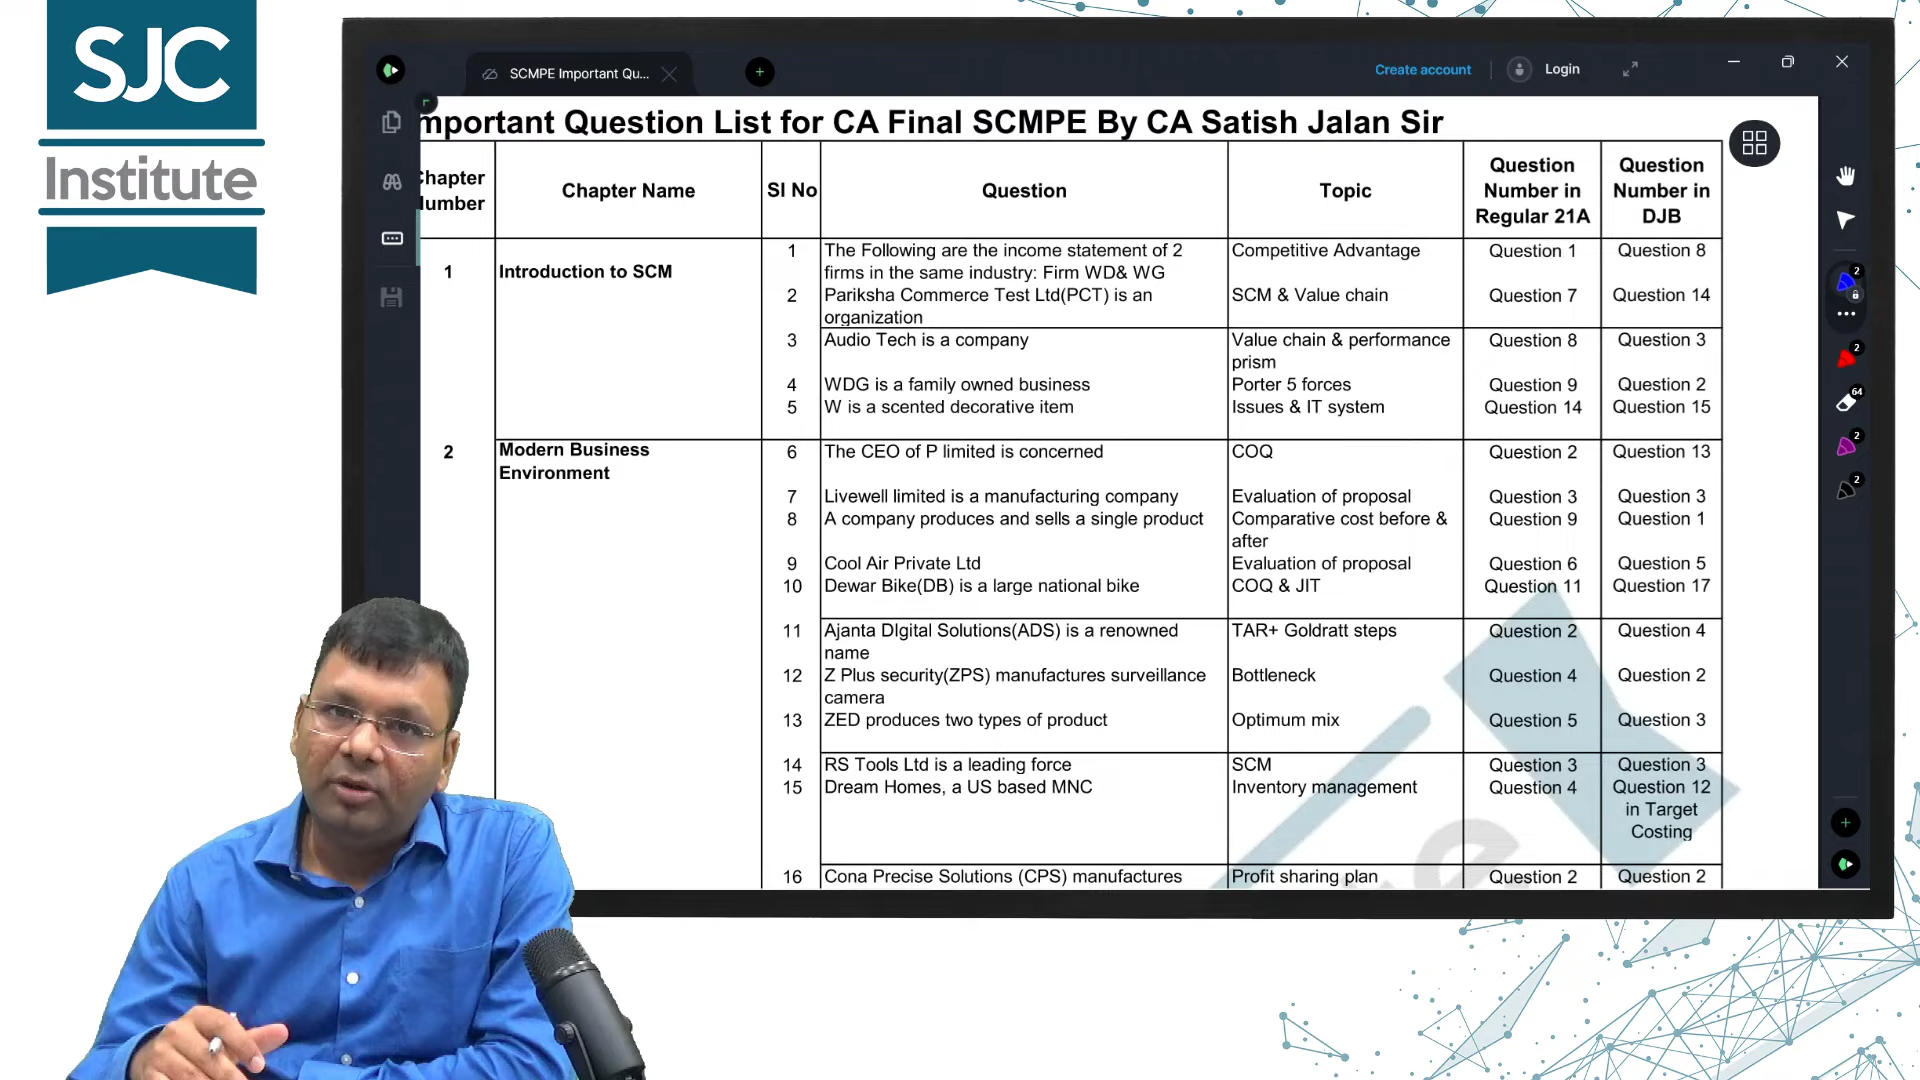 SJC
Institute
SCMPE Important Qu...
Create account
Login
mportant Question List for CA Final SCMPE By CA Satish Jalan Sir
Chapter Number
Chapter Name
Sl No
Question
Topic
Question Number in Regular 21A
Question Number in DJB
1
Introduction to SCM
1 The Following are the income statement of 2 Competitive Advantage Question 1 Question 8
firms in the same industry: Firm WD& WG
2 Pariksha Commerce Test Ltd(PCT) is an SCM & Value chain Question 7 Question 14
organization
3 Audio Tech is a company Value chain & performance Question 8 Question 3
prism
4 WDG is a family owned business Porter 5 forces Question 9 Question 2
5 W is a scented decorative item Issues & IT system Question 14 Question 15
2
Modern Business
Environment
6 The CEO of P limited is concerned COQ Question 2 Question 13
7 Livewell limited is a manufacturing company Evaluation of proposal Question 3 Question 3
8 A company produces and sells a single product Comparative cost before & Question 9 Question 1
after
9 Cool Air Private Ltd Evaluation of proposal Question 6 Question 5
10 Dewar Bike(DB) is a large national bike COQ & JIT Question 11 Question 17
11 Ajanta DIgital Solutions(ADS) is a renowned TAR+ Goldratt steps Question 2 Question 4
name
12 Z Plus security(ZPS) manufactures surveillance Bottleneck Question 4 Question 2
camera
13 ZED produces two types of product Optimum mix Question 5 Question 3
14 RS Tools Ltd is a leading force SCM Question 3 Question 3
15 Dream Homes, a US based MNC Inventory management Question 4 Question 12
in Target
Costing
16 Cona Precise Solutions (CPS) manufactures Profit sharing plan Question 2 Question 2
2
2
64
2
2